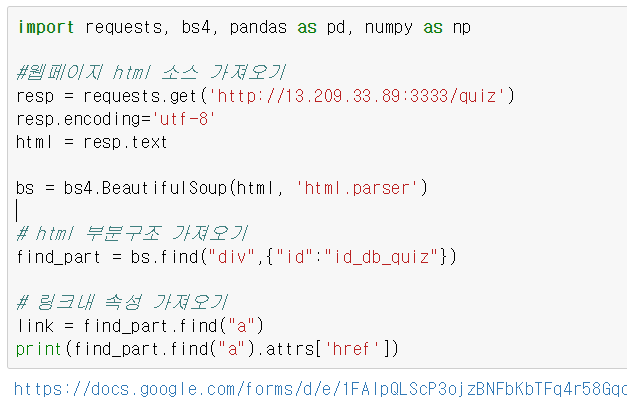 import requests, bs4, pandas as pd, numpy as np
#웹페이지 html 소스 가져오기
resp = requests.get('http://13.209.33.89:3333/quiz')
resp.encoding='utf-8'
html = resp.text
bs = bs4.BeautifulSoup(html, 'html.parser')
# html 부분구조 가져오기
find_part = bs.find("div",{"id":"id_db_quiz"})
# 링크내 속성 가져오기
link = find_part.find("a")
print(find_part.find("a").attrs['href'])
https://docs.google.com/forms/d/e/1FAIpQLScP3ojzBNFbKbTFq4r58Gqc